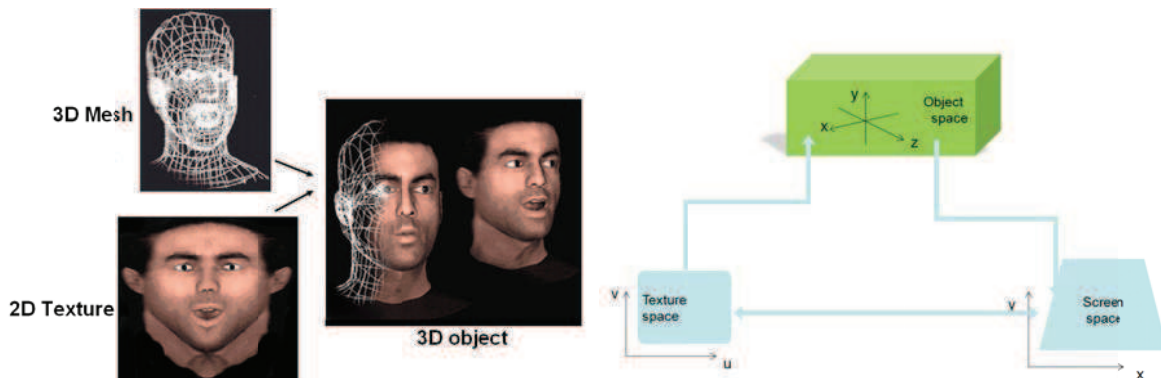 3D Mesh
2D Texture
3D object
y
x
z
Object
space
v
Texture
space
u
v
Screen
space
x